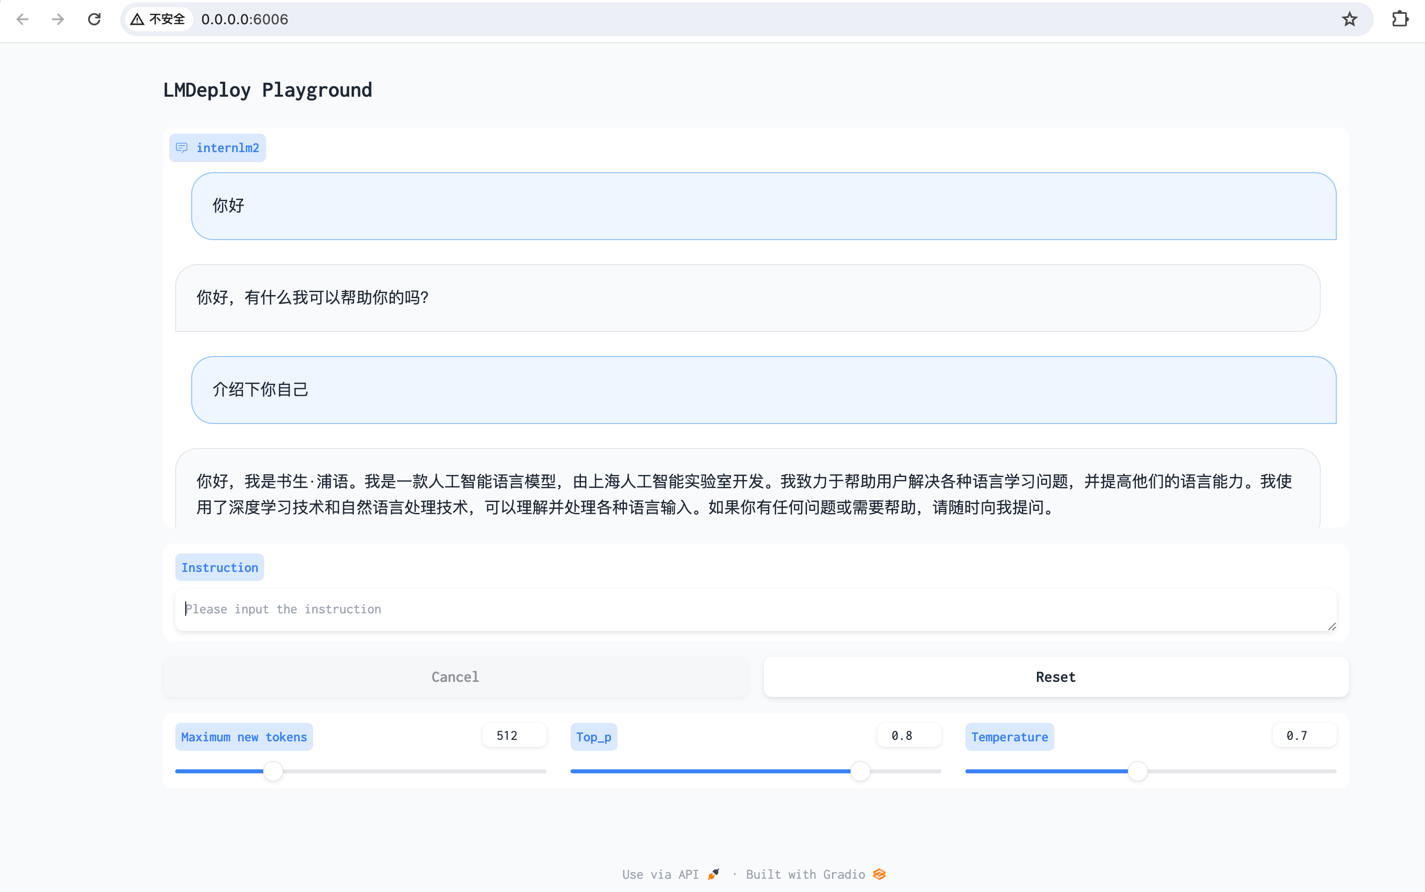 不安全 0.0.0.0:6006
LMDeploy Playground
internlm2
你好
你好，有什么我可以帮助你的吗？
介绍下你自己
你好，我是书生·浦语。我是一款人工智能语言模型，由上海人工智能实验室开发。我致力于帮助用户解决各种语言学习问题，并提高他们的语言能力。我使
用了深度学习技术和自然语言处理技术，可以理解并处理各种语言输入。如果你有任何问题或需要帮助，请随时向我提问。
Instruction
Please input the instruction
Cancel Reset
Maximum new tokens 512 Top_p 0.8 Temperature 0.7
Use via API · Built with Gradio